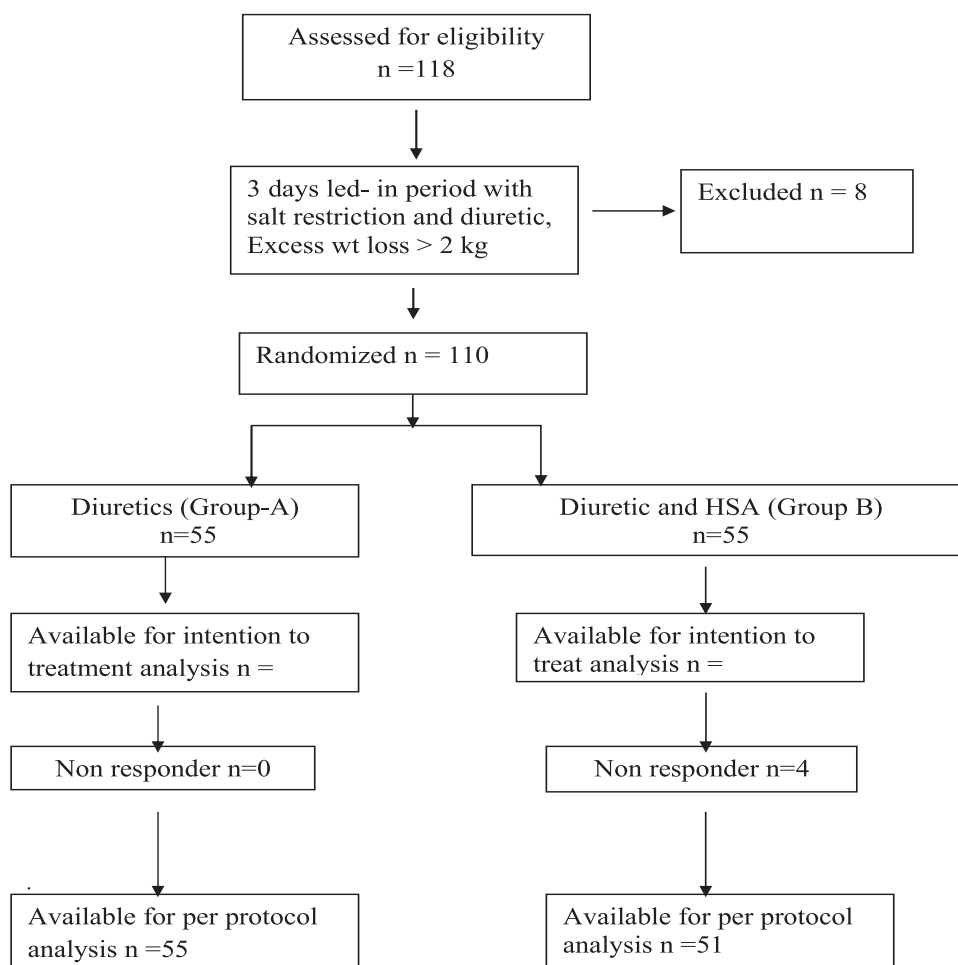 Assessed for eligibility
n =118
3 days led- in period with
salt restriction and diuretic,
Excess wt loss > 2 kg
Excluded n = 8
Randomized n = 110
Diuretics (Group-A)
n=55
Diuretic and HSA (Group B)
n=55
Available for intention to
treatment analysis n =
Available for intention to
treat analysis n =
Non responder n=0
Non responder n=4
Available for per protocol
analysis n =55
Available for per protocol
analysis n =51